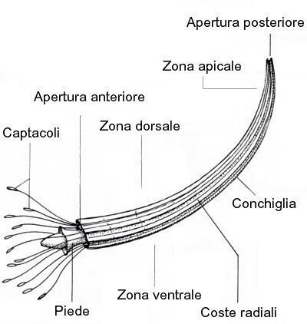 Apertura posteriore
Zona apicale
Apertura anteriore
Captacoli
Zona dorsale
Conchiglia
Zona ventrale
Piede
Coste radiali